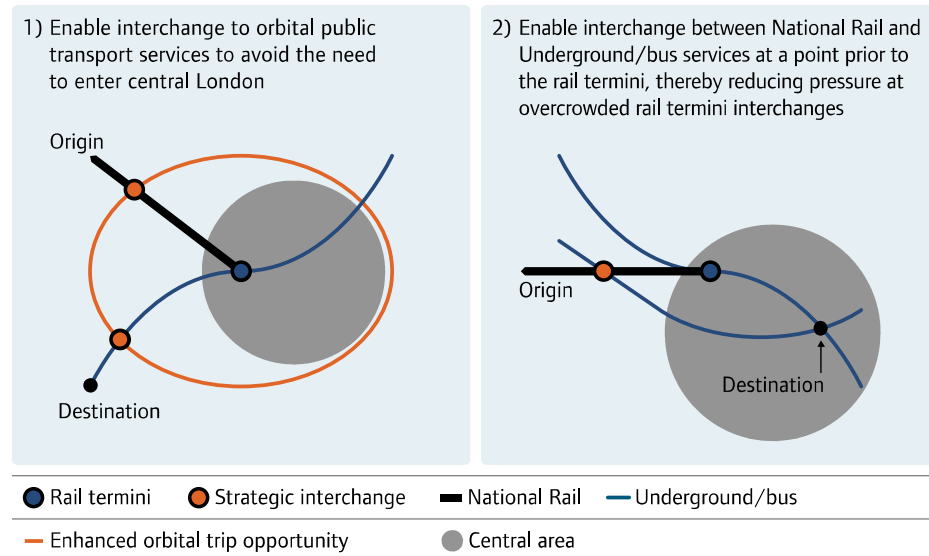 1) Enable interchange to orbital public
transport services to avoid the need
to enter central London
Origin
Destination
2) Enable interchange between National Rail and
Underground/bus services at a point prior to
the rail termini, thereby reducing pressure at
overcrowded rail termini interchanges
Origin
Destination
Rail termini Strategic interchange National Rail Underground/bus
Enhanced orbital trip opportunity Central area